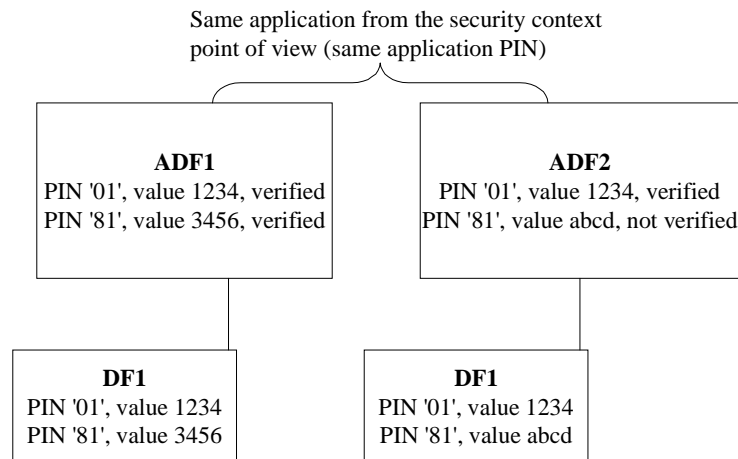 Same application from the security context
point of view (same application PIN)
ADF1
PIN '01', value 1234, verified
PIN '81', value 3456, verified
ADF2
PIN '01', value 1234, verified
PIN '81', value abcd, not verified
DF1
PIN '01', value 1234
PIN '81', value 3456
DF1
PIN '01', value 1234
PIN '81', value abcd